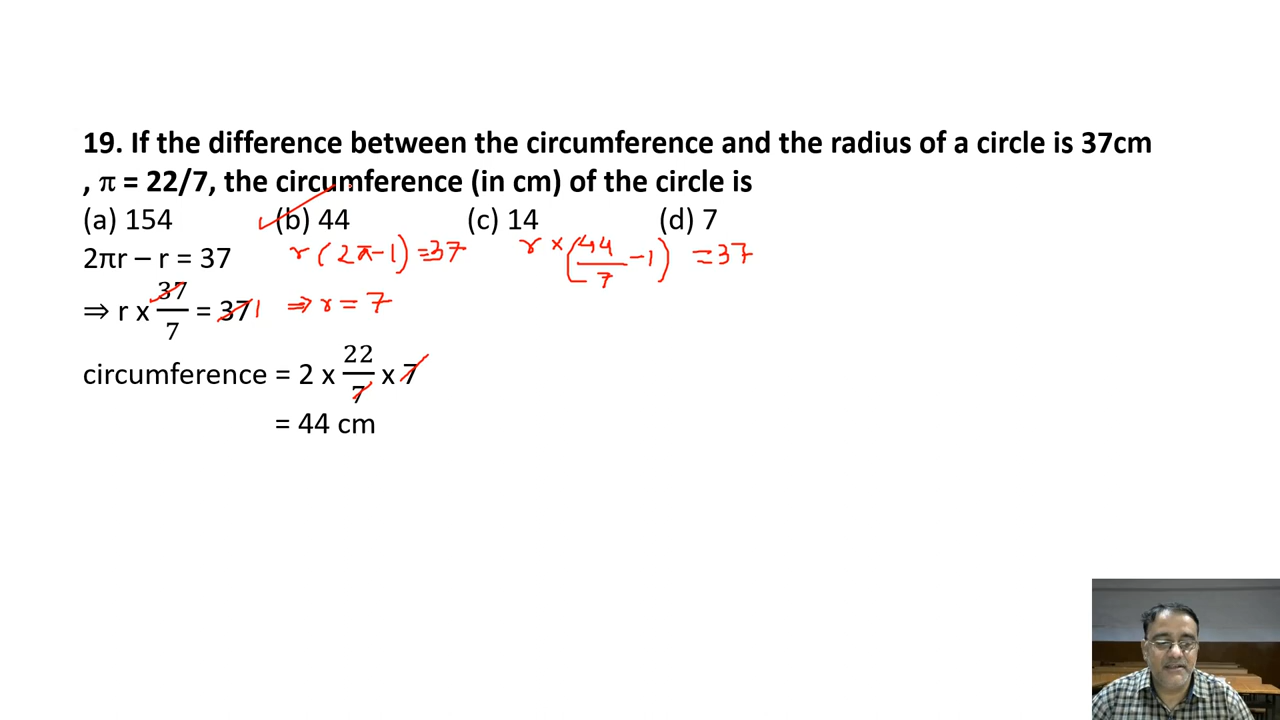 19. If the difference between the circumference and the radius of a circle is 37cm
, π = 22/7, the circumference (in cm) of the circle is
(a) 154 (b) 44 (c) 14 (d) 7
2πr – r = 37 r(2π-1)=37 r×(44/7-1) =37
⇒ r x 37/7 = 37 1 ⇒ r = 7
circumference = 2 x 22/7 x 7
= 44 cm